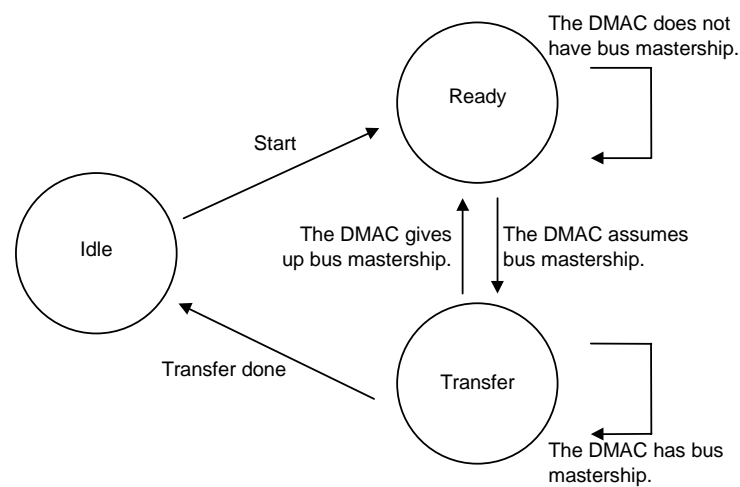 The DMAC does not
have bus mastership.
Ready
Start
Idle
The DMAC gives
up bus mastership.
The DMAC assumes
bus mastership.
Transfer done
Transfer
The DMAC has bus
mastership.